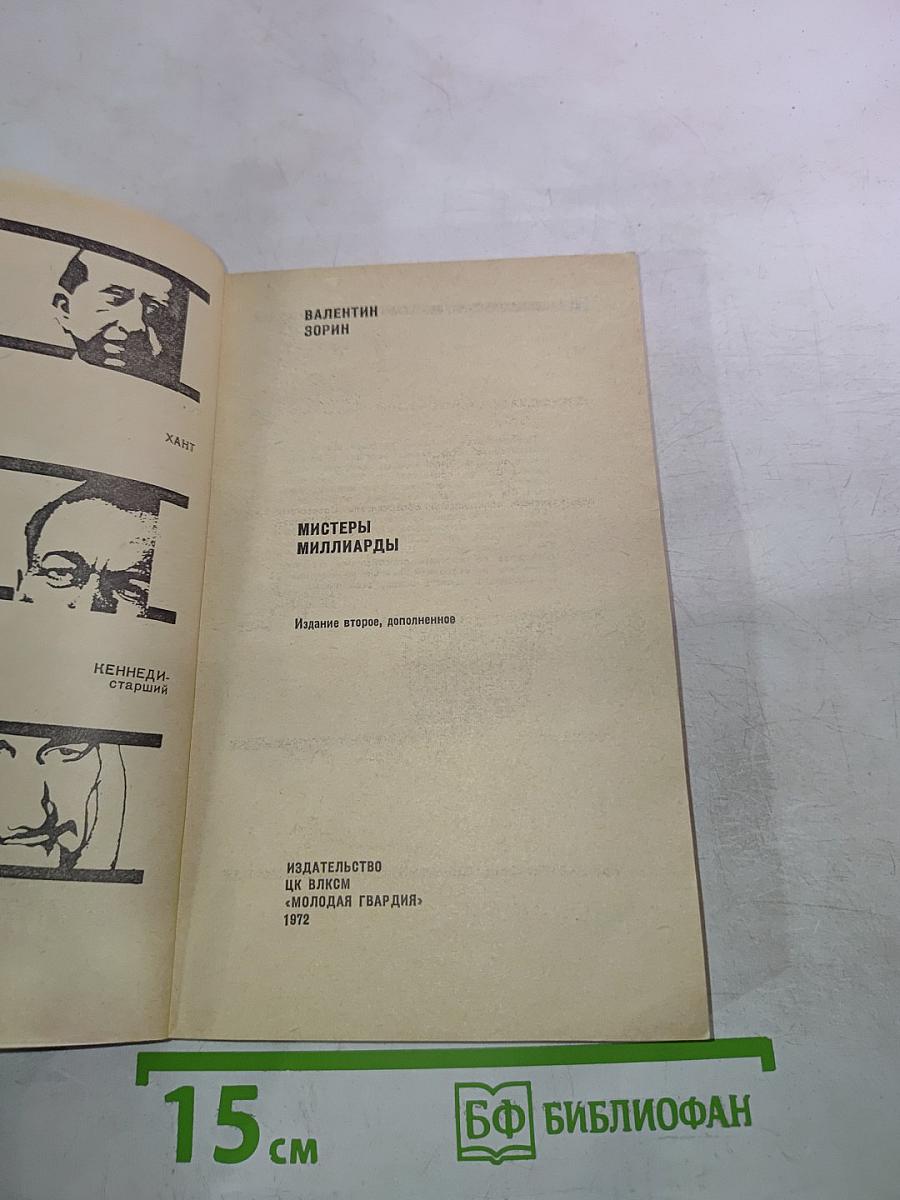 ХАНТ
КЕННЕДИ-
старший
ВАЛЕНТИН
ЗОРИН
МИСТЕРЫ
МИЛЛИАРДЫ
Издание второе, дополненное
ИЗДАТЕЛЬСТВО
ЦК ВЛКСМ
«МОЛОДАЯ ГВАРДИЯ»
1972
15 см
БФ БИБЛИОФАН